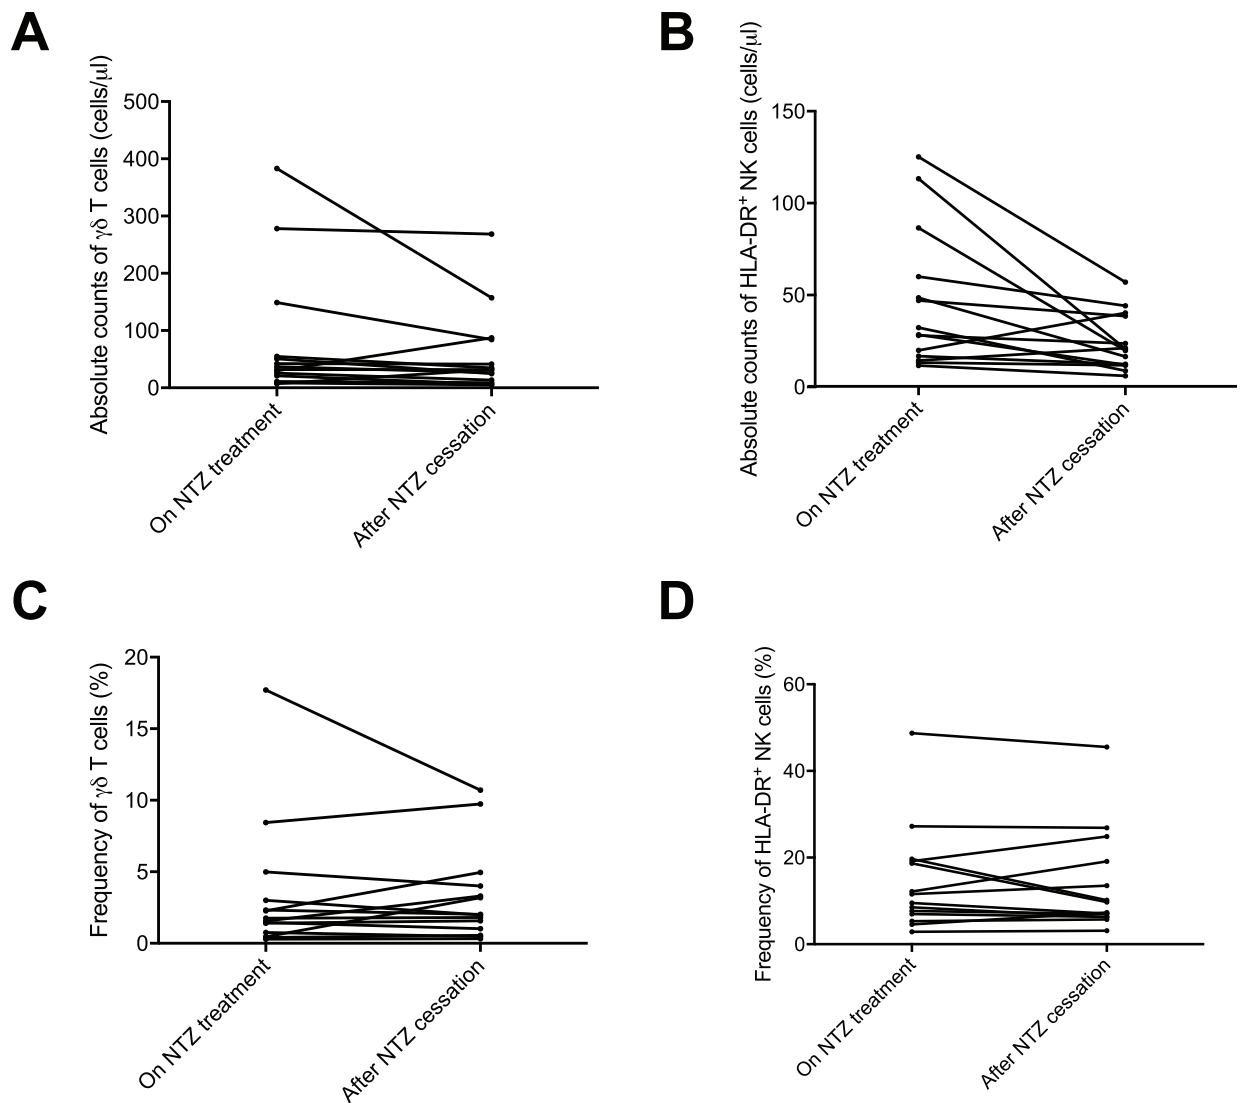 A
Absolute counts of γδ T cells (cells/μl)
500
400
300
200
100
0
On NTZ treatment
After NTZ cessation
B
Absolute counts of HLA-DR⁺ NK cells (cells/μl)
150
100
50
0
On NTZ treatment
After NTZ cessation
C
Frequency of γδ T cells (%)
20
15
10
5
0
On NTZ treatment
After NTZ cessation
D
Frequency of HLA-DR⁺ NK cells (%)
60
40
20
0
On NTZ treatment
After NTZ cessation